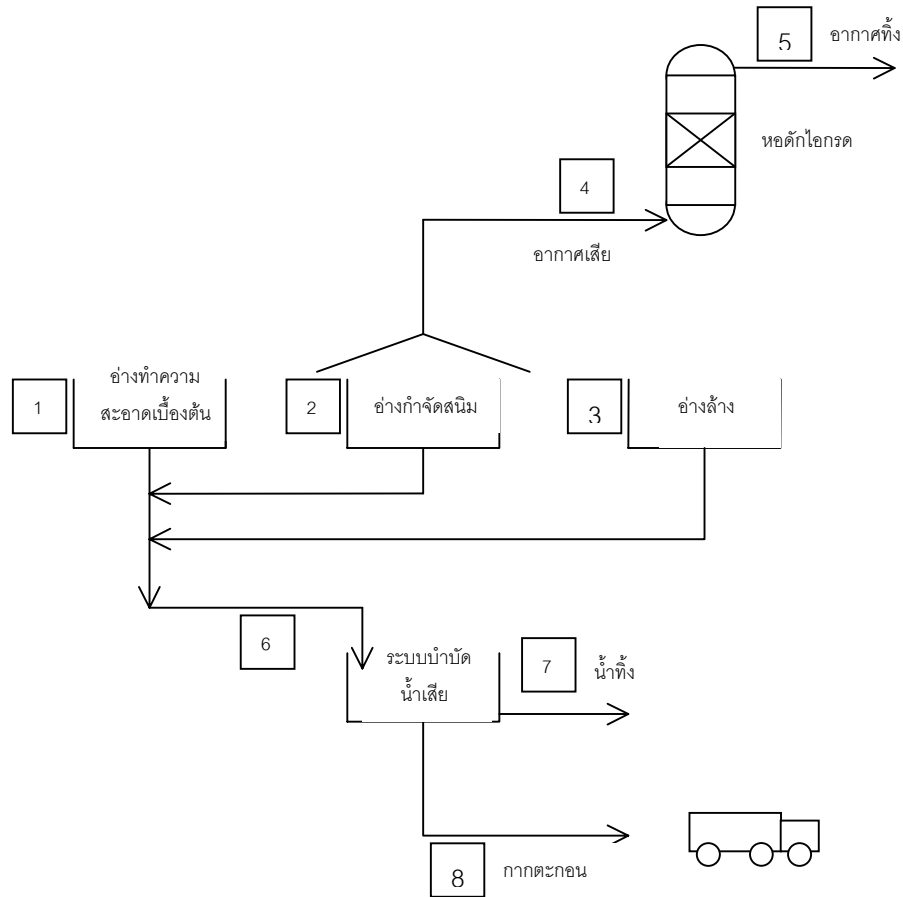 5
อากาศทิ้ง
หอดักไอกรด
4
อากาศเสีย
1
อ่างทำความ
สะอาดเบื้องต้น
2
อ่างกำจัดสนิม
3
อ่างล้าง
6
ระบบบำบัด
น้ำเสีย
7
น้ำทิ้ง
8
กากตะกอน